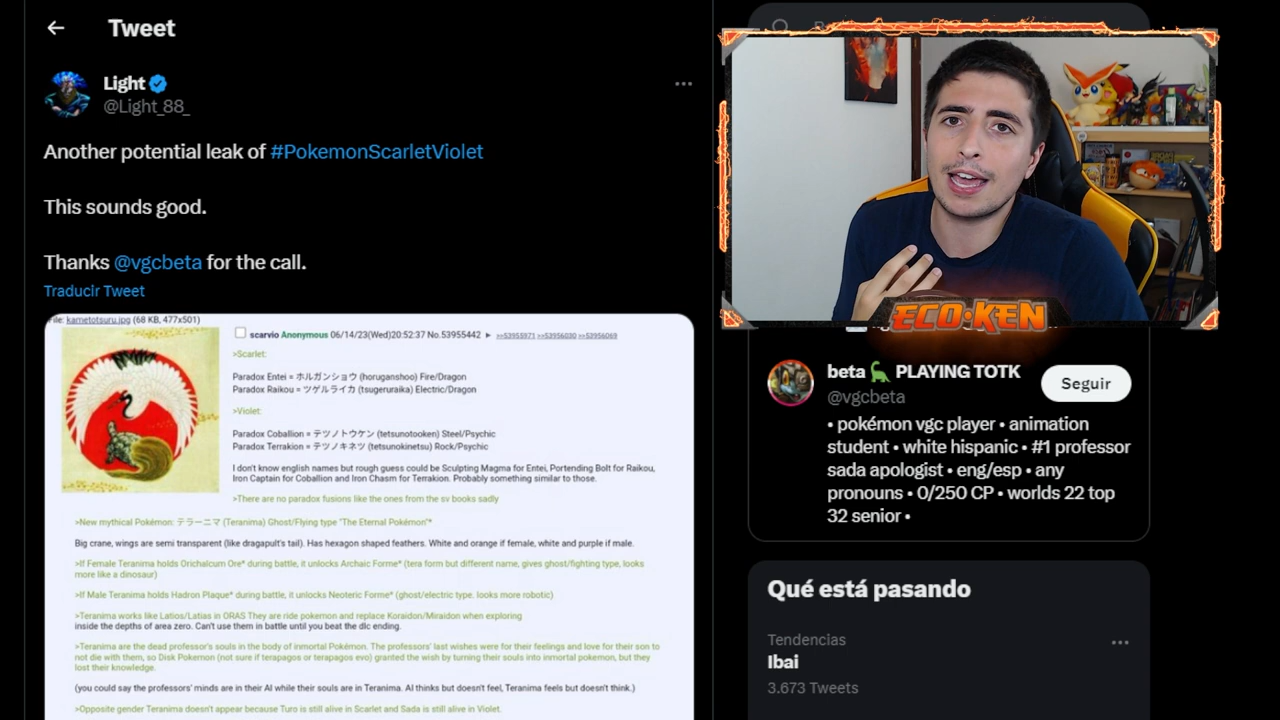 Tweet
Light
@Light_88_
Another potential leak of #PokemonScarletViolet
This sounds good.
Thanks @vgcbeta for the call.
Traducir Tweet
File: kametotsuru.jpg (68 KB, 477x501)
scarvio Anonymous 06/14/23(Wed)20:52:37 No.53955442 ▶ >>53955971 >>53956030 >>53956069
>Scarlet:
Paradox Entei = ホルガンショウ (horuganshoo) Fire/Dragon
Paradox Raikou = ツゲルライカ (tsugeruraika) Electric/Dragon
>Violet:
Paradox Coballion = テツノトウケン (tetsunotooken) Steel/Psychic
Paradox Terrakion = テツノキネツ (tetsunokinetsu) Rock/Psychic
I don't know english names but rough guess could be Sculpting Magma for Entei, Portending Bolt for Raikou,
Iron Captain for Coballion and Iron Chasm for Terrakion. Probably something similar to those.
>There are no paradox fusions like the ones from the sv books sadly
>New mythical Pokémon: テラーニマ (Teranima) Ghost/Flying type "The Eternal Pokémon"*
Big crane, wings are semi transparent (like dragapult's tail). Has hexagon shaped feathers. White and orange if female, white and purple if male.
>If Female Teranima holds Orichalcum Ore* during battle, it unlocks Archaic Forme* (tera form but different name, gives ghost/fighting type, looks
more like a dinosaur)
>If Male Teranima holds Hadron Plaque* during battle, it unlocks Neoteric Forme* (ghost/electric type. looks more robotic)
>Teranima works like Latios/Latias in ORAS They are ride pokemon and replace Koraidon/Miraidon when exploring
inside the depths of area zero. Can't use them in battle until you beat the dlc ending.
>Teranima are the dead professor's souls in the body of inmortal Pokémon. The professors' last wishes were for their feelings and love for their son to
not die with them, so Disk Pokemon (not sure if terapagos or terapagos evo) granted the wish by turning their souls into inmortal pokemon, but they
lost their knowledge.
(you could say the professors' minds are in their AI while their souls are in Teranima. AI thinks but doesn't feel, Teranima feels but doesn't think.)
>Opposite gender Teranima doesn't appear because Turo is still alive in Scarlet and Sada is still alive in Violet.
ECO·KEN
beta 🦕 PLAYING TOTK
@vgcbeta
Seguir
• pokémon vgc player • animation
student • white hispanic • #1 professor
sada apologist • eng/esp • any
pronouns • 0/250 CP • worlds 22 top
32 senior •
Qué está pasando
Tendencias
Ibai
3.673 Tweets